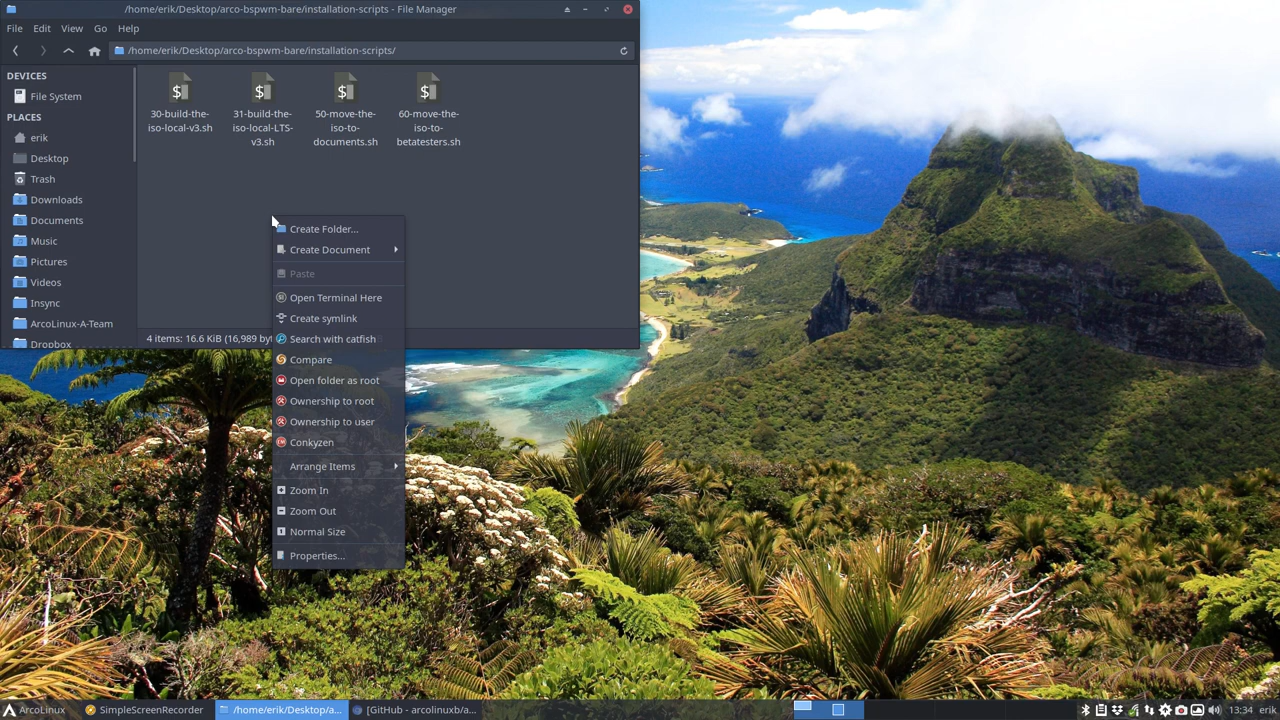 /home/erik/Desktop/arco-bspwm-bare/installation-scripts - File Manager
File Edit View Go Help
/home/erik/Desktop/arco-bspwm-bare/installation-scripts/
DEVICES
File System
PLACES
erik
Desktop
Trash
Downloads
Documents
Music
Pictures
Videos
Insync
ArcoLinux-A-Team
Dropbox
30-build-the-
iso-local-v3.sh
31-build-the-
iso-local-LTS-
v3.sh
50-move-the-
iso-to-
documents.sh
60-move-the-
iso-to-
betatesters.sh
4 items: 16.6 KiB (16,989
Create Folder...
Create Document
Paste
Open Terminal Here
Create symlink
Search with catfish
Compare
Open folder as root
Ownership to root
Ownership to user
Conkyzen
Arrange Items
Zoom In
Zoom Out
Normal Size
Properties...
ArcoLinux SimpleScreenRecorder /home/erik/Desktop/a... [GitHub - arcolinuxb/a... 13:34 erik